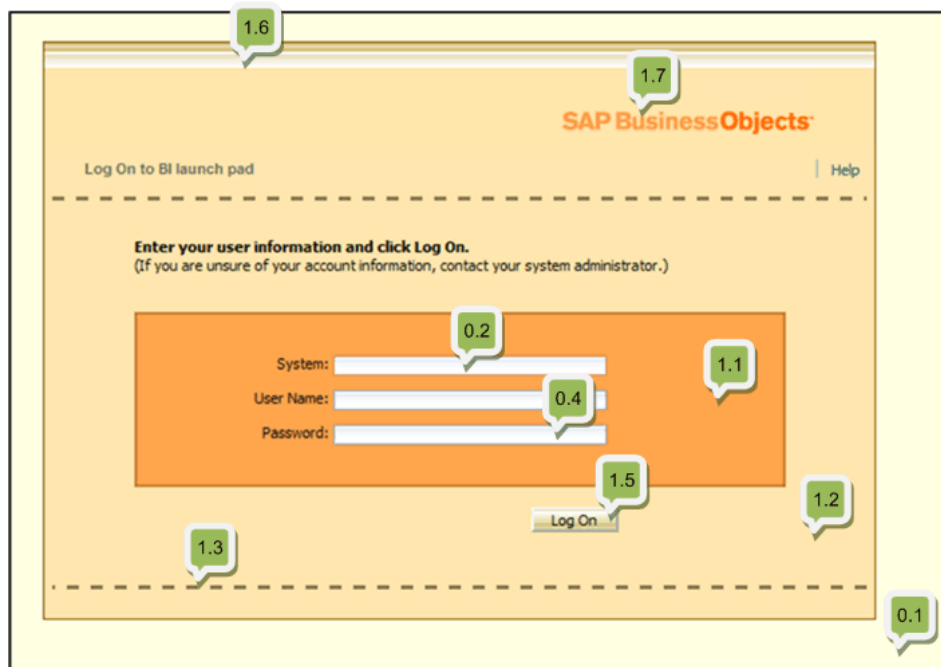 1.6
1.7
SAP BusinessObjects
Log On to BI launch pad
Help
Enter your user information and click Log On.
(If you are unsure of your account information, contact your system administrator.)
0.2
System:
1.1
User Name:
0.4
Password:
1.5
Log On
1.2
1.3
0.1